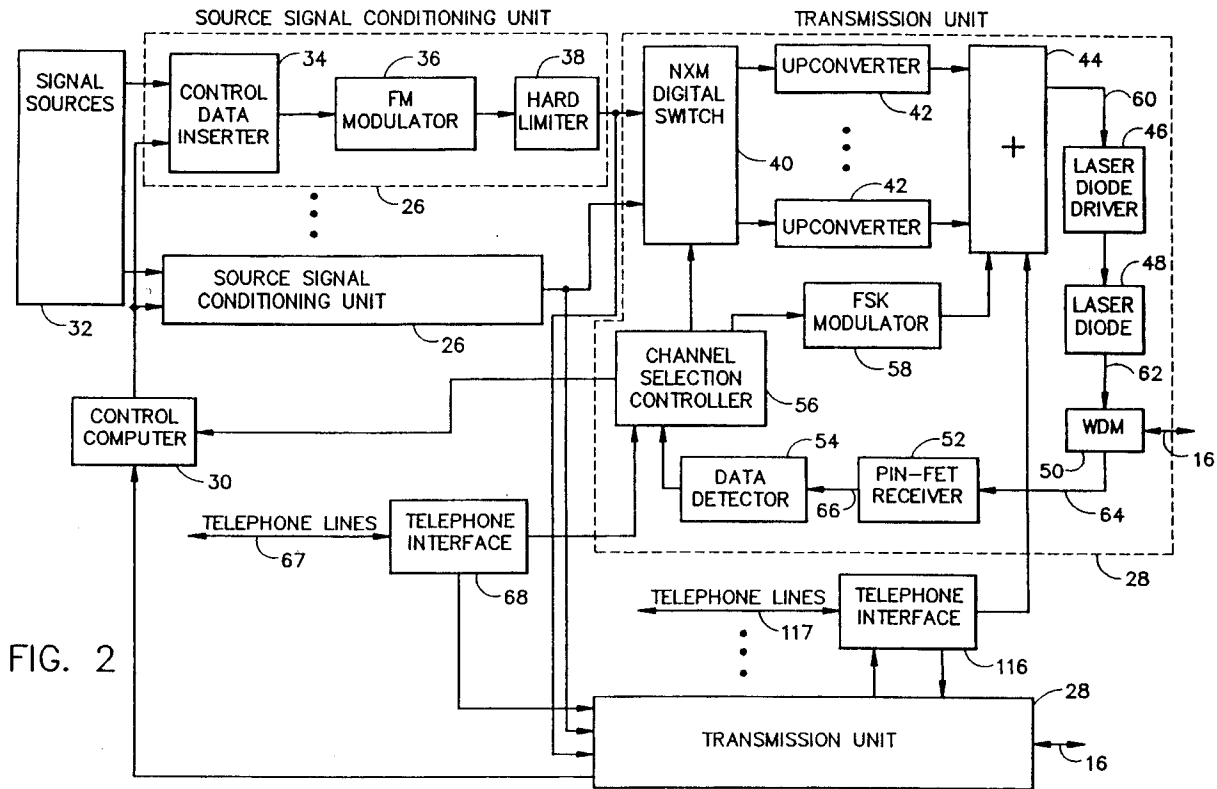 SOURCE SIGNAL CONDITIONING UNIT
TRANSMISSION UNIT
SIGNAL
SOURCES
32
34
CONTROL
DATA
INSERTER
36
FM
MODULATOR
38
HARD
LIMITER
26
SOURCE SIGNAL
CONDITIONING UNIT
26
NXM
DIGITAL
SWITCH
40
UPCONVERTER
42
42
UPCONVERTER
44
+
60
46
LASER
DIODE
DRIVER
48
LASER
DIODE
62
WDM
50
16
FSK
MODULATOR
58
CHANNEL
SELECTION
CONTROLLER
56
54
DATA
DETECTOR
66
52
PIN-FET
RECEIVER
64
28
CONTROL
COMPUTER
30
TELEPHONE LINES
67
TELEPHONE
INTERFACE
68
TELEPHONE LINES
117
TELEPHONE
INTERFACE
116
FIG. 2
28
TRANSMISSION UNIT
16